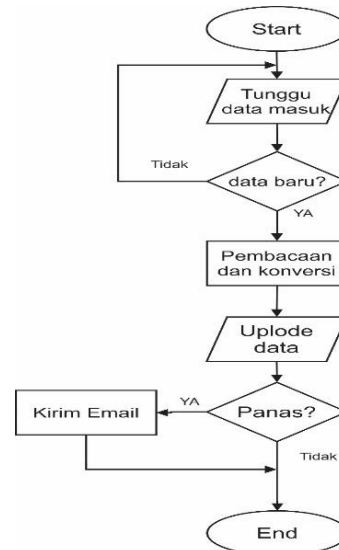 Start
Tunggu
data masuk
Tidak
data baru?
YA
Pembacaan
dan konversi
Uplode
data
YA
Kirim Email
Panas?
Tidak
End